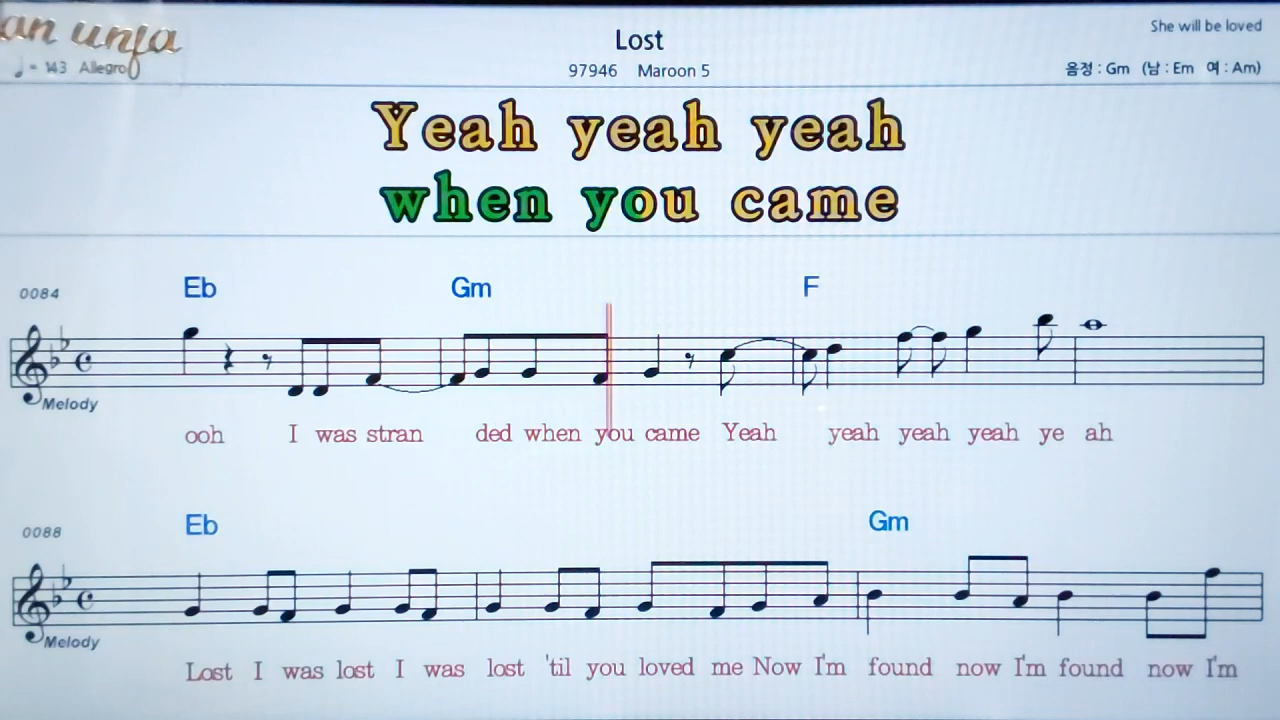 an unja
She will be loved
Lost
♩ = 143 Allegro
97946 Maroon 5
음정 : Gm (남 : Em 여 : Am)
Yeah yeah yeah
when you came
0084
Eb Gm F
Melody
ooh I was stran ded when you came Yeah yeah yeah yeah ye ah
0088
Eb Gm
Melody
Lost I was lost I was lost 'til you loved me Now I'm found now I'm found now I'm